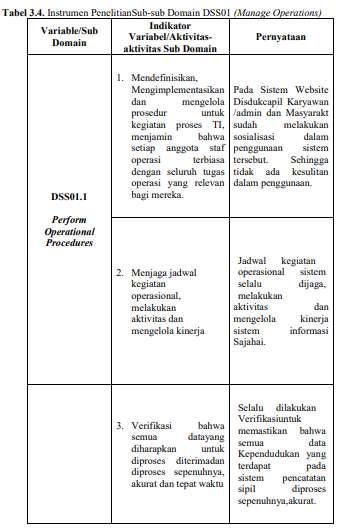 Tabel 3.4. Instrumen PenelitianSub-sub Domain DSS01 (Manage Operations)
Variable/Sub
Domain
Indikator
Variabel/Aktivitas-
aktivitas Sub Domain
Pernyataan
DSS01.1
Perform
Operational
Procedures
1. Mendefinisikan,
Mengimplementasikan
dan mengelola
prosedur untuk
kegiatan proses TI,
menjamin bahwa
setiap anggota staf
operasi terbiasa
dengan seluruh tugas
operasi yang relevan
bagi mereka.
Pada Sistem Website
Disdukcapil Karyawan
/admin dan Masyarakt
sudah melakukan
sosialisasi dalam
penggunaan sistem
tersebut. Sehingga
tidak ada kesulitan
dalam penggunaan.
2. Menjaga jadwal
kegiatan
operasional,
melakukan
aktivitas dan
mengelola kinerja
Jadwal kegiatan
operasional sistem
selalu dijaga,
melakukan
aktivitas dan
mengelola kinerja
sistem informasi
Sajahai.
3. Verifikasi bahwa
semua datayang
diharapkan untuk
diproses diterimadan
diproses sepenuhnya,
akurat dan tepat waktu
Selalu dilakukan
Verifikasiuntuk
memastikan bahwa
semua data
Kependudukan yang
terdapat pada
sistem pencatatan
sipil diproses
sepenuhnya,akurat.